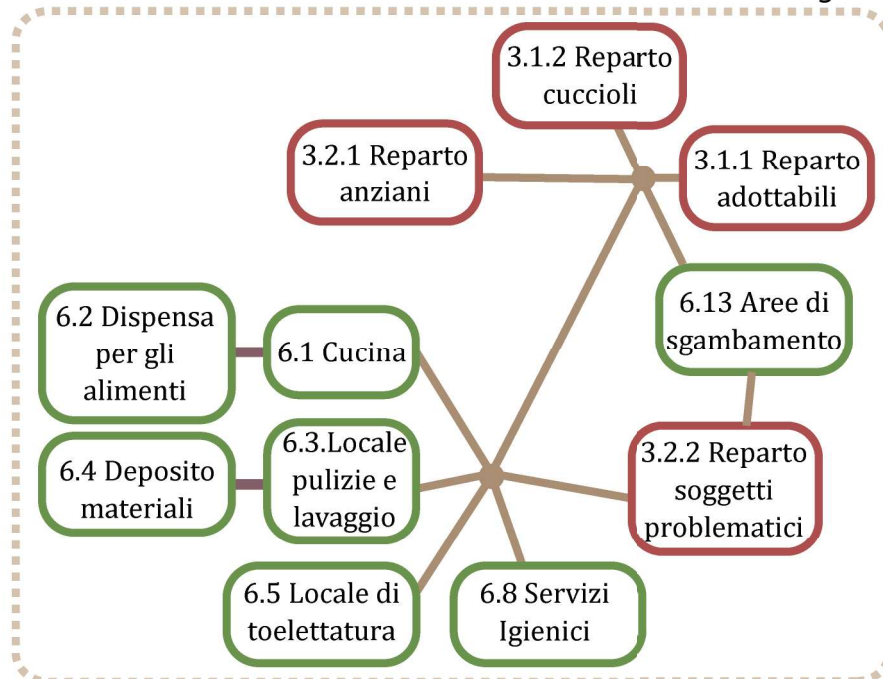 3.1.2 Reparto
cuccioli
3.2.1 Reparto
anziani
3.1.1 Reparto
adottabili
6.13 Aree di
sgambamento
6.2 Dispensa
per gli
alimenti
6.1 Cucina
6.4 Deposito
materiali
6.3.Locale
pulizie e
lavaggio
3.2.2 Reparto
soggetti
problematici
6.5 Locale di
toelettatura
6.8 Servizi
Igienici